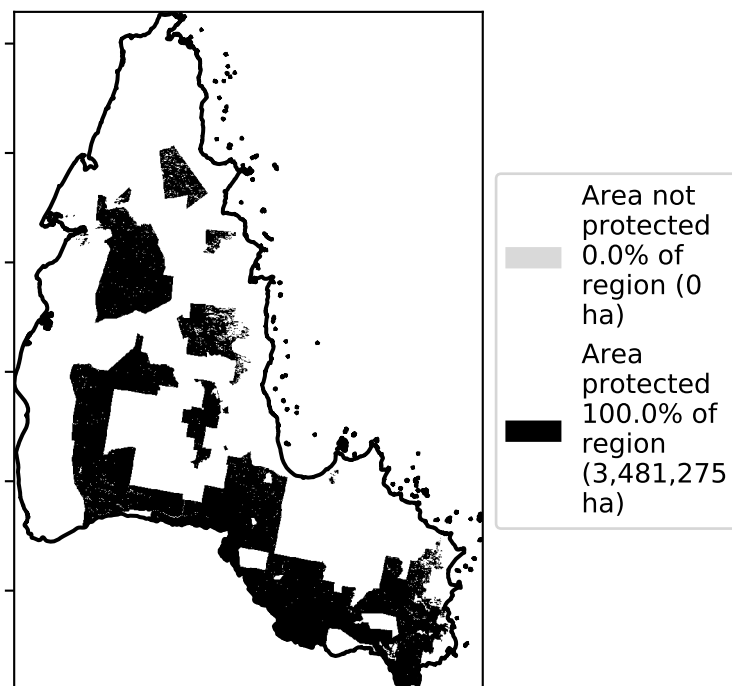 Area not
protected
0.0% of
region (0
ha)
Area
protected
100.0% of
region
(3,481,275
ha)